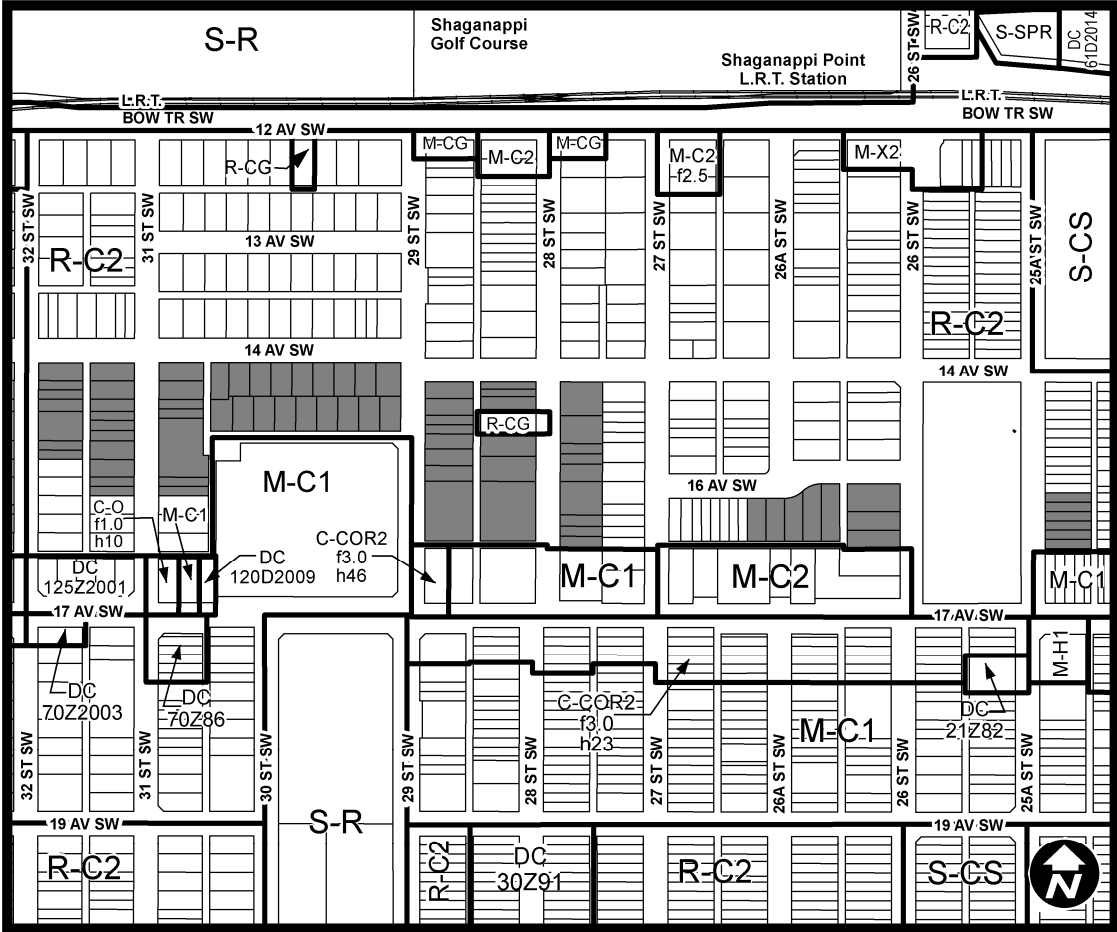 S-R
Shaganappi
Golf Course
Shaganappi Point
L.R.T. Station
26 ST SW
R-C2
S-SPR
DC
61D2014
L.R.T.
BOW TR SW
L.R.T.
BOW TR SW
12 AV SW
R-CG
M-CG
M-C2
M-CG
M-C2
f2.5
M-X2
32 ST SW
R-C2
31 ST SW
13 AV SW
29 ST SW
28 ST SW
27 ST SW
26A ST SW
26 ST SW
25A ST SW
S-CS
R-C2
14 AV SW
14 AV SW
R-CG
M-C1
16 AV SW
C-O
f1.0
h10
M-C1
DC
120D2009
C-COR2
f3.0
h46
DC
125Z2001
M-C1
M-C2
M-C1
17 AV SW
17 AV SW
DC
70Z2003
DC
70Z86
C-COR2
f3.0
h23
M-C1
DC
21Z82
M-H1
32 ST SW
31 ST SW
30 ST SW
29 ST SW
28 ST SW
27 ST SW
26A ST SW
26 ST SW
25A ST SW
S-R
19 AV SW
19 AV SW
R-C2
R-C2
DC
30Z91
R-C2
S-CS
N